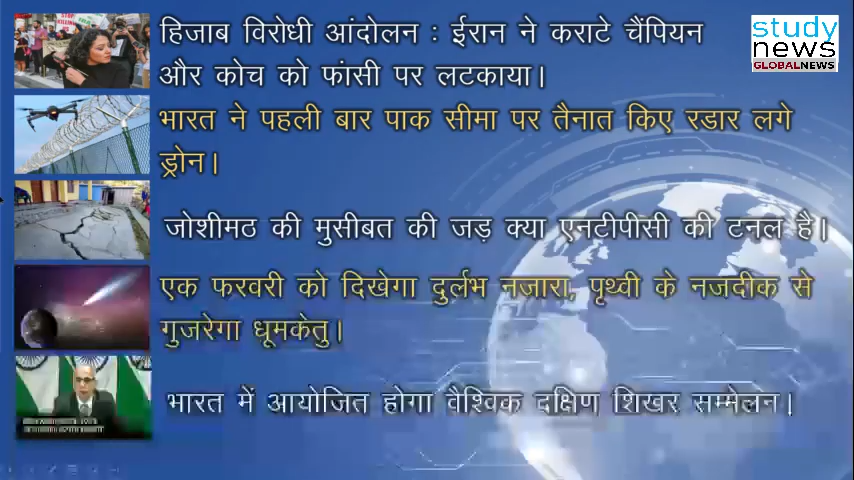 study
news
GLOBALNEWS
हिजाब विरोधी आंदोलन : ईरान ने कराटे चैंपियन
और कोच को फांसी पर लटकाया।
भारत ने पहली बार पाक सीमा पर तैनात किए रडार लगे
ड्रोन।
जोशीमठ की मुसीबत की जड़ क्या एनटीपीसी की टनल है।
एक फरवरी को दिखेगा दुर्लभ नजारा, पृथ्वी के नजदीक से
गुजरेगा धूमकेतु।
भारत में आयोजित होगा वैश्विक दक्षिण शिखर सम्मेलन।